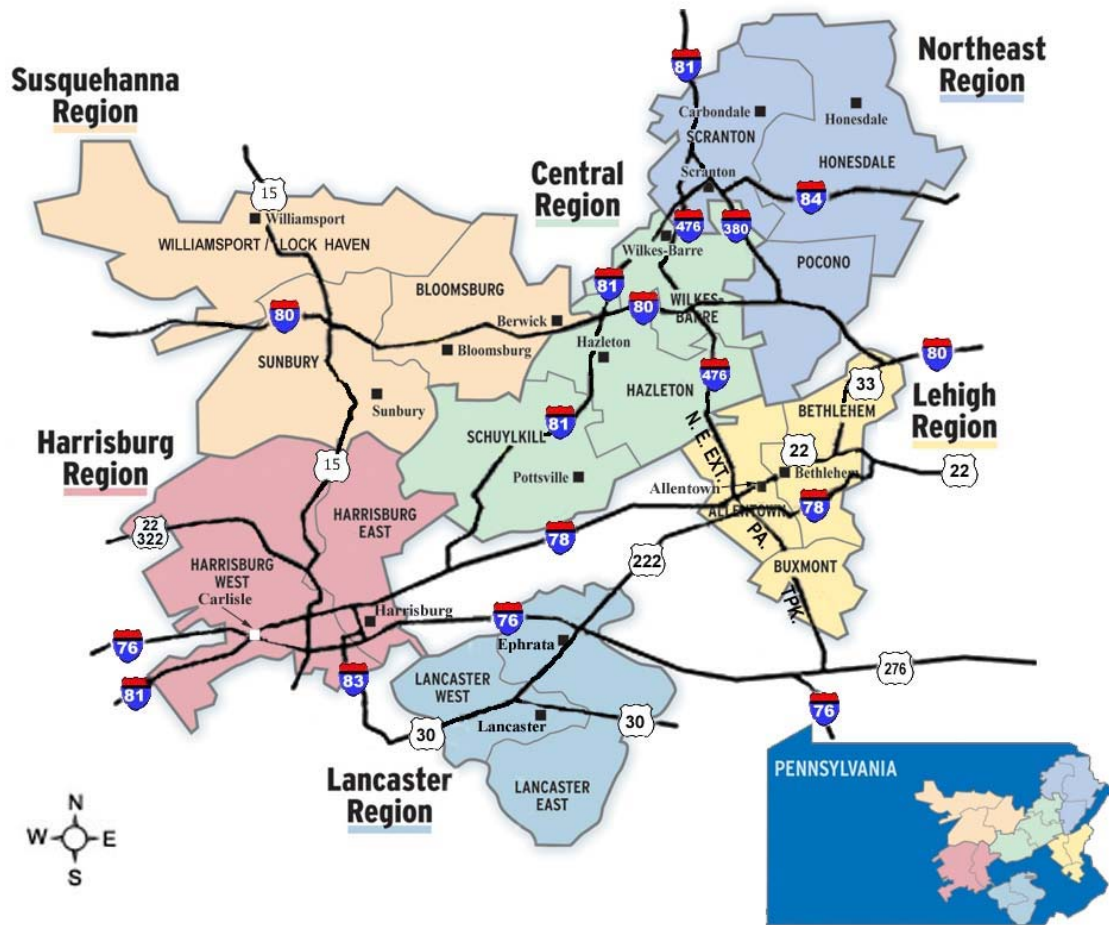 Susquehanna
Region
Northeast
Region
Central
Region
Harrisburg
Region
Lehigh
Region
Lancaster
Region
81
Carbondale
SCRANTON
Honesdale
HONESDALE
Scranton
84
15
Williamsport
WILLIAMSPORT / LOCK HAVEN
476
380
Wilkes-Barre
POCONO
BLOOMSBURG
81
80
WILKES-
BARRE
80
Berwick
Bloomsburg
Hazleton
SUNBURY
Sunbury
HAZLETON
476
80
33
BETHLEHEM
81
SCHUYLKILL
N. E. EXT.
22
Bethlehem
22
15
Pottsville
Allentown
ALLENTOWN
78
HARRISBURG
EAST
22
322
78
PA.
222
BUXMONT
HARRISBURG
WEST
Carlisle
Harrisburg
76
TPK.
76
Ephrata
276
81
83
LANCASTER
WEST
Lancaster
30
30
76
LANCASTER
EAST
PENNSYLVANIA
N
W
E
S